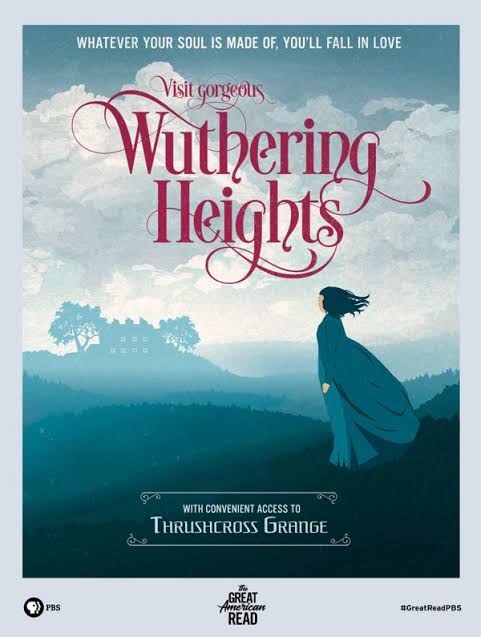 WHATEVER YOUR SOUL IS MADE OF, YOU'LL FALL IN LOVE
Visit gorgeous
Wuthering
Heights
WITH CONVENIENT ACCESS TO
THRUSHCROSS GRANGE
PBS
the
GREAT
American
READ
#GreatReadPBS